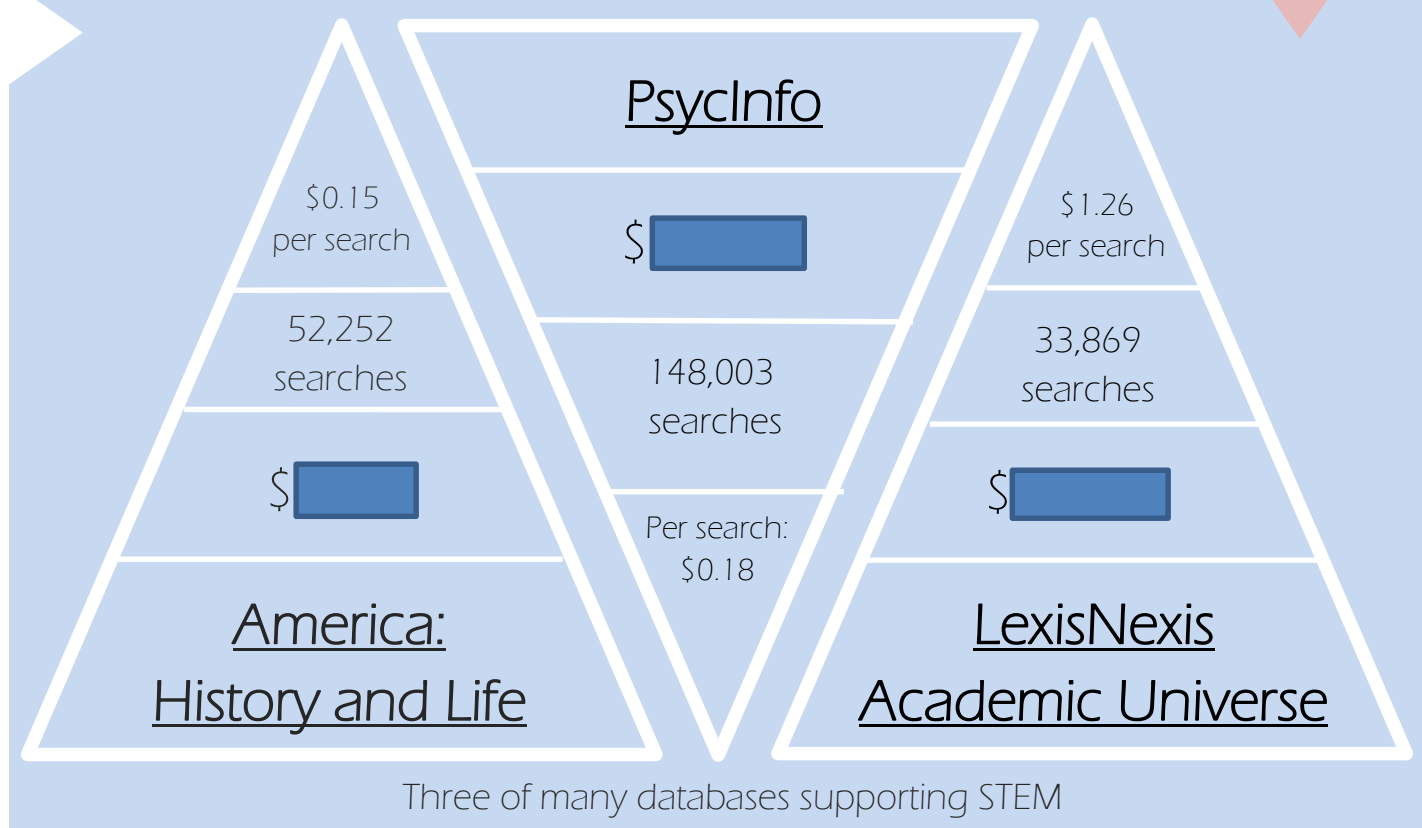 $0.15
per search
52,252
searches
$
America:
History and Life
PsycInfo
$
148,003
searches
Per search:
$0.18
$1.26
per search
33,869
searches
$
LexisNexis
Academic Universe
Three of many databases supporting STEM